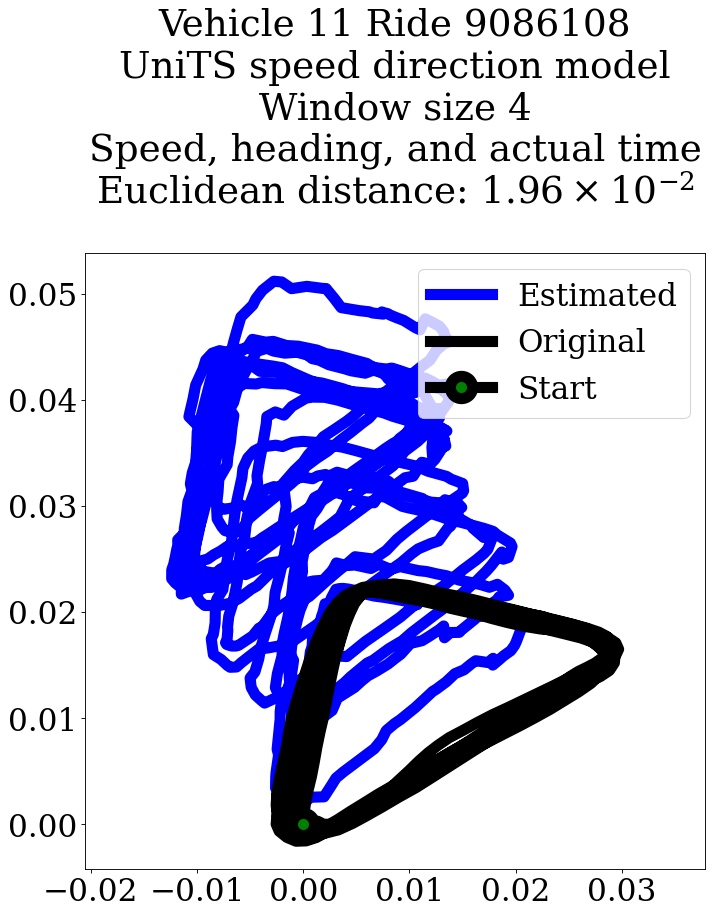 Vehicle 11 Ride 9086108
UniTS speed direction model
Window size 4
Speed, heading, and actual time
Euclidean distance: 1.96 × 10⁻²
Estimated
Original
Start
0.05
0.04
0.03
0.02
0.01
0.00
−0.02 −0.01 0.00 0.01 0.02 0.03